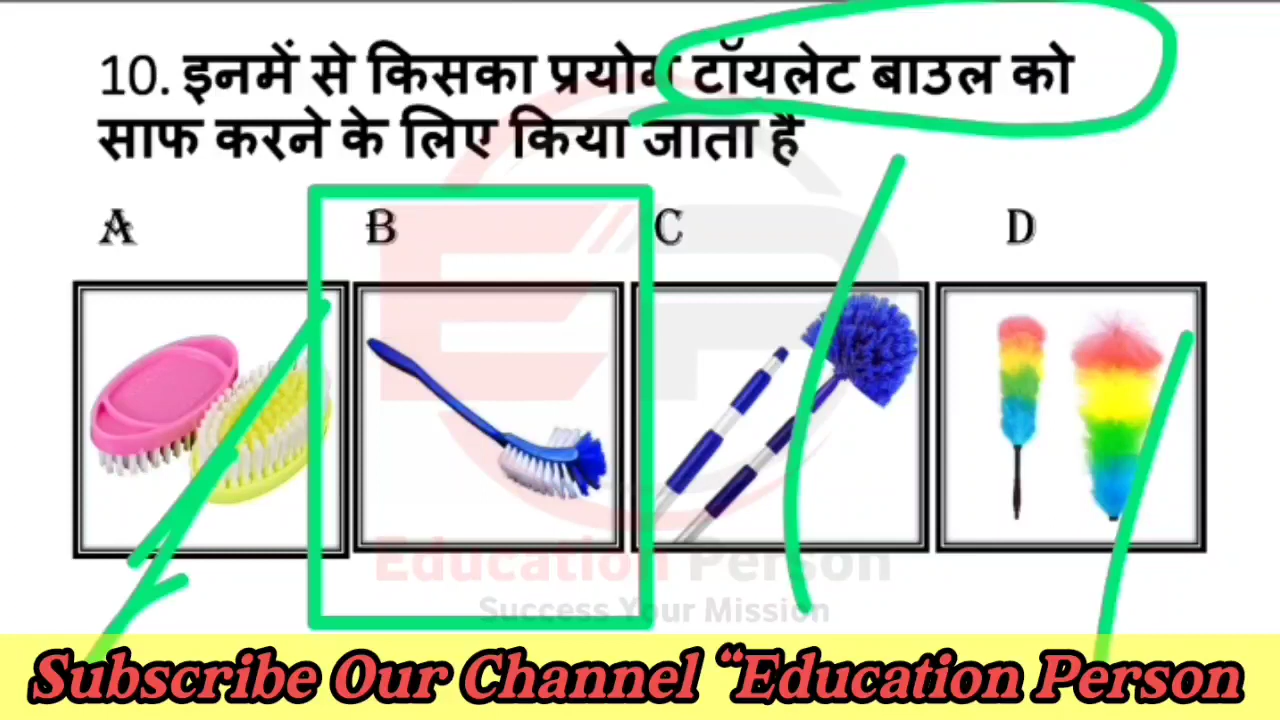 10. इनमें से किसका प्रयोग टॉयलेट बाउल को
साफ करने के लिए किया जाता है
A B C D
Education Person
Success Your Mission
Subscribe Our Channel “Education Person